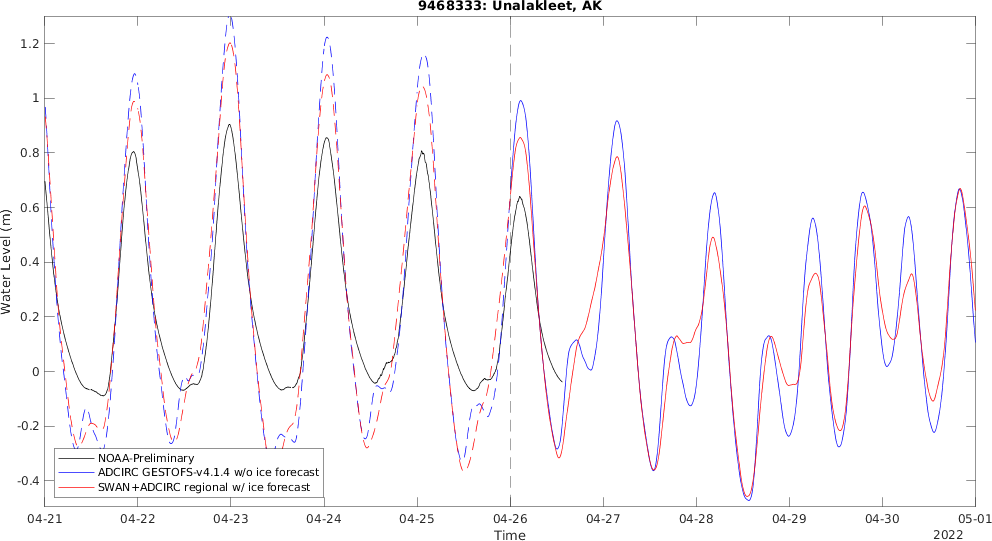 9468333: Unalakleet, AK
Water Level (m)
1.2
1
0.8
0.6
0.4
0.2
0
-0.2
-0.4
NOAA-Preliminary
ADCIRC GESTOFS-v4.1.4 w/o ice forecast
SWAN+ADCIRC regional w/ ice forecast
04-21 04-22 04-23 04-24 04-25 04-26 04-27 04-28 04-29 04-30 05-01
Time
2022